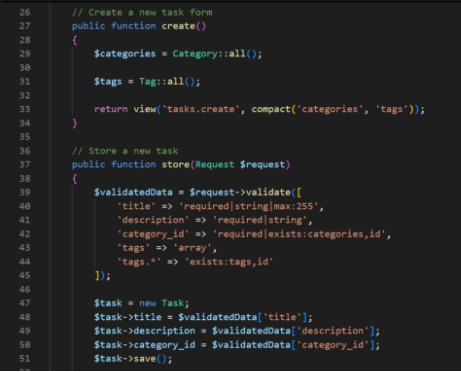 26 // Create a new task form
27 public function create()
28 {
29 $categories = Category::all();
30
31 $tags = Tag::all();
32
33 return view('tasks.create', compact('categories', 'tags'));
34 }
35
36 // Store a new task
37 public function store(Request $request)
38 {
39 $validatedData = $request->validate([
40 'title' => 'required|string|max:255',
41 'description' => 'required|string',
42 'category_id' => 'required|exists:categories,id',
43 'tags' => 'array',
44 'tags.*' => 'exists:tags,id'
45 ]);
46
47 $task = new Task;
48 $task->title = $validatedData['title'];
49 $task->description = $validatedData['description'];
50 $task->category_id = $validatedData['category_id'];
51 $task->save();